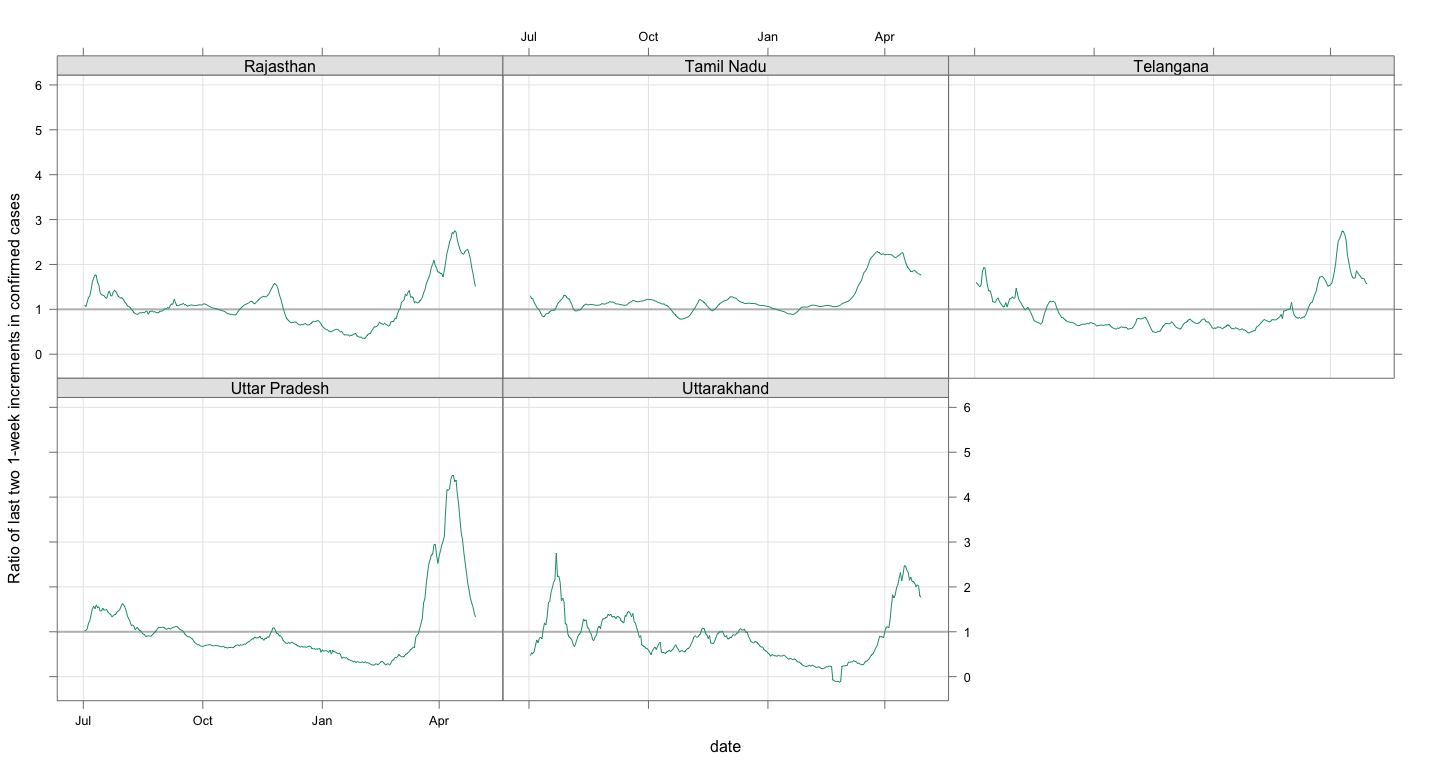 Jul Oct Jan Apr
Rajasthan Tamil Nadu Telangana
6
5
4
3
2
1
0
Ratio of last two 1-week increments in confirmed cases
Uttar Pradesh Uttarakhand
6
5
4
3
2
1
0
Jul Oct Jan Apr
date